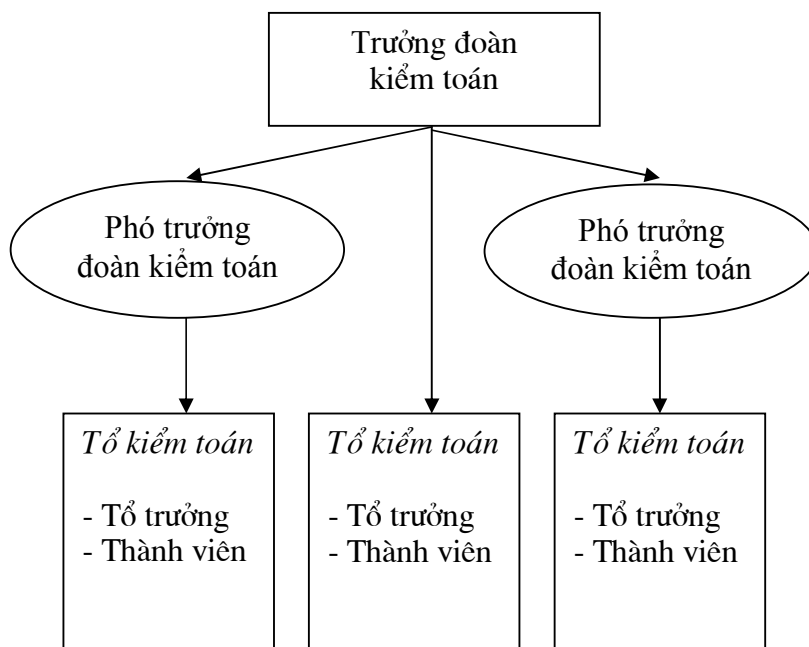 Trưởng đoàn
kiểm toán
Phó trưởng
đoàn kiểm toán
Phó trưởng
đoàn kiểm toán
Tổ kiểm toán
- Tổ trưởng
- Thành viên
Tổ kiểm toán
- Tổ trưởng
- Thành viên
Tổ kiểm toán
- Tổ trưởng
- Thành viên